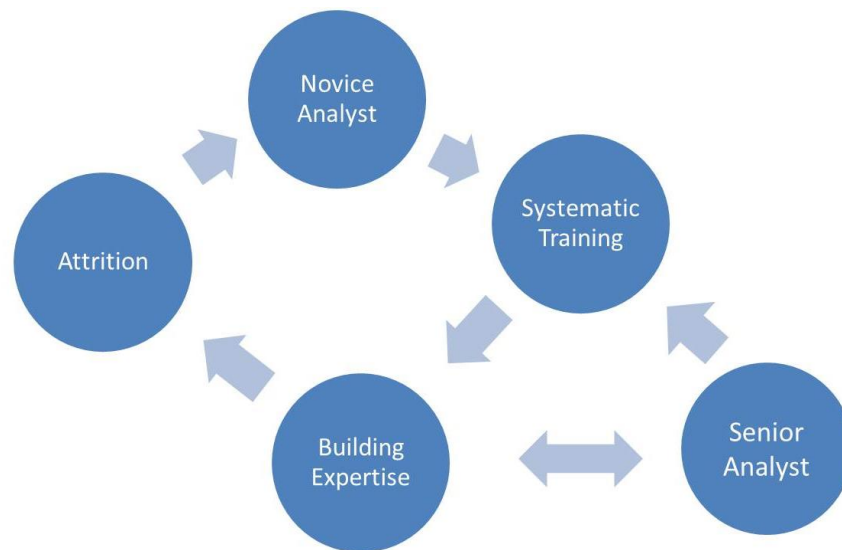 Novice
Analyst
Systematic
Training
Attrition
Building
Expertise
Senior
Analyst